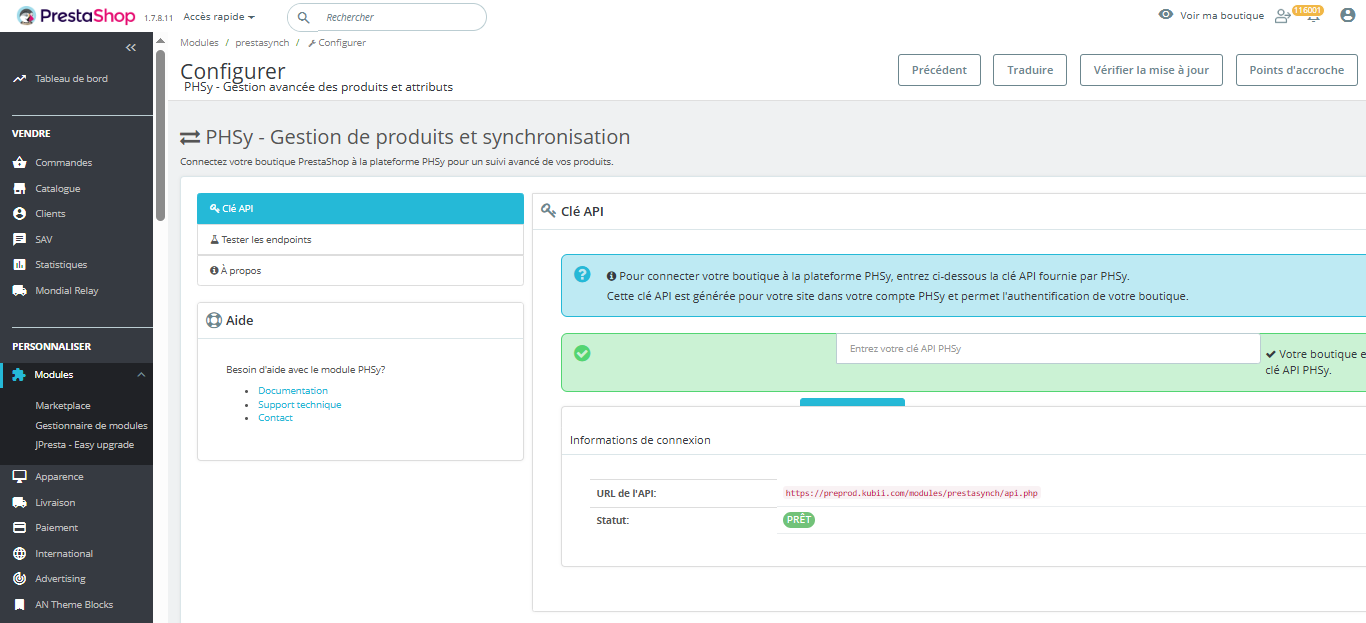 PrestaShop 1.7.8.11 Accès rapide Rechercher Voir ma boutique 116001
Modules / prestasynch / Configurer
Configurer
PHSy - Gestion avancée des produits et attributs
Précédent Traduire Vérifier la mise à jour Points d'accroche
Tableau de bord
VENDRE
Commandes
Catalogue
Clients
SAV
Statistiques
Mondial Relay
PERSONNALISER
Modules
Marketplace
Gestionnaire de modules
JPresta - Easy upgrade
Apparence
Livraison
Paiement
International
Advertising
AN Theme Blocks
PHSy - Gestion de produits et synchronisation
Connectez votre boutique PrestaShop à la plateforme PHSy pour un suivi avancé de vos produits.
Clé API
Tester les endpoints
À propos
Aide
Besoin d'aide avec le module PHSy?
Documentation
Support technique
Contact
Clé API
Pour connecter votre boutique à la plateforme PHSy, entrez ci-dessous la clé API fournie par PHSy.
Cette clé API est générée pour votre site dans votre compte PHSy et permet l'authentification de votre boutique.
Entrez votre clé API PHSy
Votre boutique e
clé API PHSy.
Informations de connexion
URL de l'API: https://preprod.kubii.com/modules/prestasynch/api.php
Statut: PRÊT